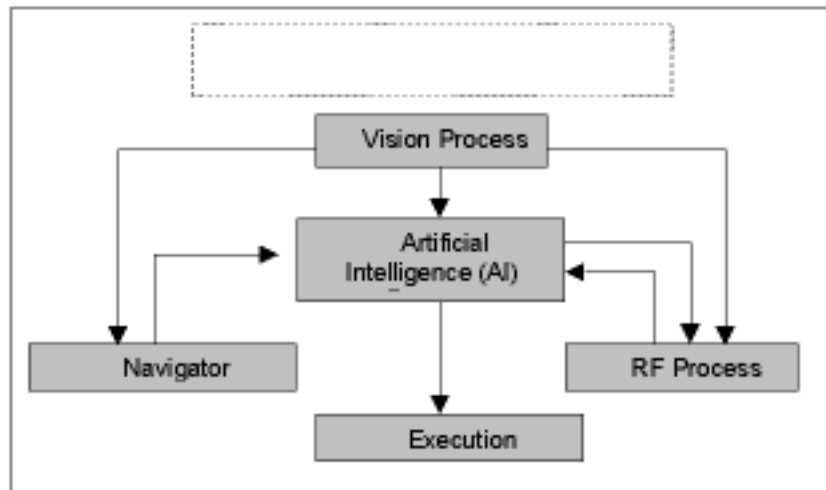 Vision Process
Artificial
Intelligence (AI)
Navigator
RF Process
Execution